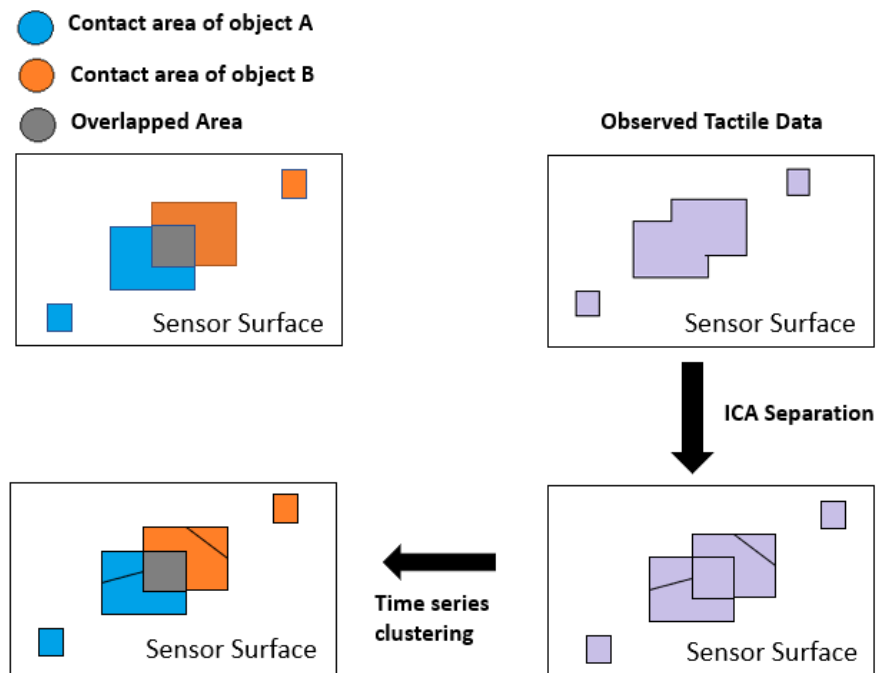 Contact area of object A
Contact area of object B
Overlapped Area
Observed Tactile Data
Sensor Surface
Sensor Surface
ICA Separation
Time series
clustering
Sensor Surface
Sensor Surface